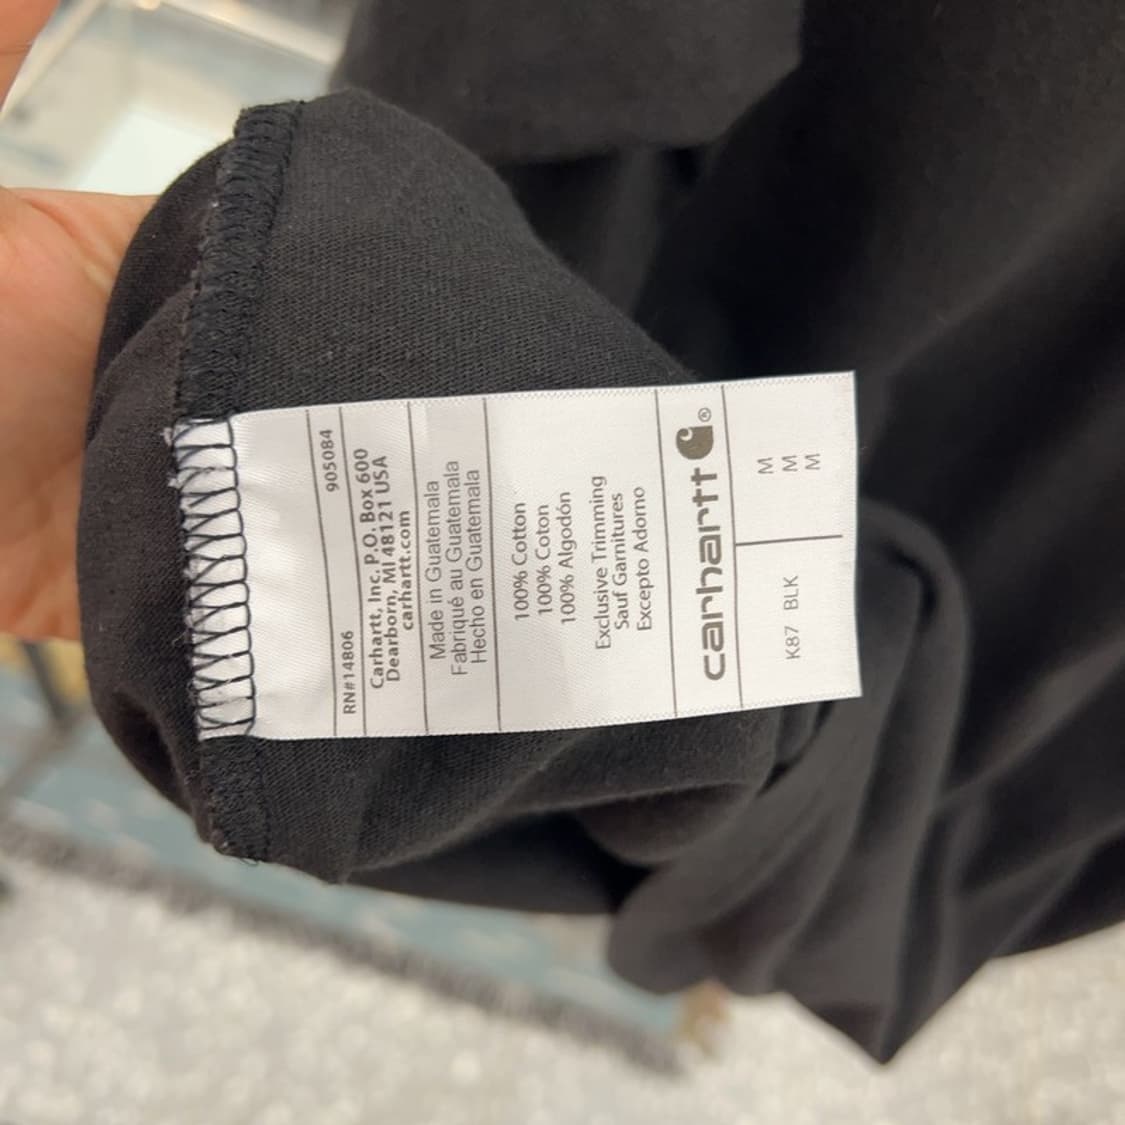 RN#14806 905084
Carhartt, Inc. P.O. Box 600
Dearborn, MI 48121 USA
carhartt.com
Made in Guatemala
Fabriqué au Guatemala
Hecho en Guatemala
100% Cotton
100% Coton
100% Algodón
Exclusive Trimming
Sauf Garnitures
Excepto Adorno
carhartt ®
M
K87 BLK M
M